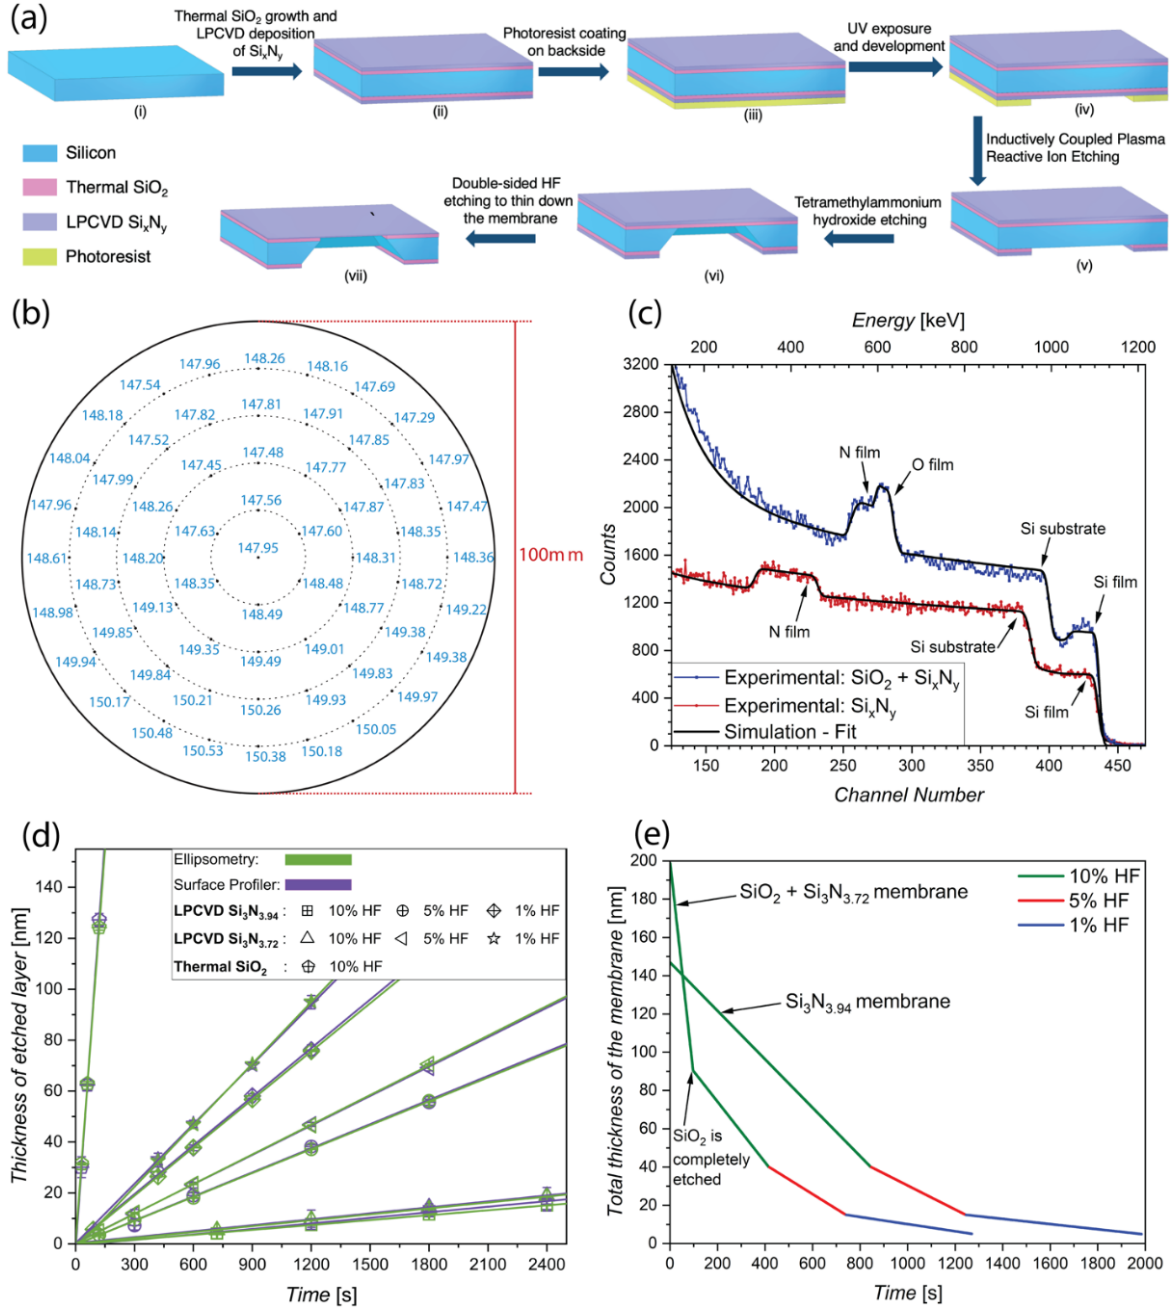 (a)
Thermal SiO2 growth and
LPCVD deposition
of SixNy
Photoresist coating
on backside
UV exposure
and development
(i)
(ii)
(iii)
(iv)
Inductively Coupled Plasma
Reactive Ion Etching
Silicon
Thermal SiO2
LPCVD SixNy
Photoresist
Double-sided HF
etching to thin down
the membrane
Tetramethylammonium
hydroxide etching
(vii)
(vi)
(v)
(b)
147.96 148.26 148.16
147.54 147.69
148.18 147.82 147.81 147.91 147.29
148.04 147.52 147.85 147.97
147.99 147.45 147.48 147.77 147.83
147.96 148.26 147.56 147.87 147.47
148.14 147.63 147.60 148.35
148.61 148.20 147.95 148.31 148.36
148.73 148.35 148.48 148.72
148.98 149.13 148.49 148.77 149.22
149.85 149.35 149.49 149.01 149.38
149.94 149.84 149.83 149.38
150.17 150.21 150.26 149.93 149.97
150.48 150.05
150.53 150.38 150.18
100mm
(c)
Energy [keV]
200 400 600 800 1000 1200
3200
2800
2400
2000
1600
1200
800
400
0
Counts
N film
O film
Si substrate
Si film
N film
Si substrate
Si film
Experimental: SiO2 + SixNy
Experimental: SixNy
Simulation - Fit
150 200 250 300 350 400 450
Channel Number
(d)
Ellipsometry:
Surface Profiler:
LPCVD Si3N3.94 : 10% HF 5% HF 1% HF
LPCVD Si3N3.72 : 10% HF 5% HF 1% HF
Thermal SiO2 : 10% HF
140
120
100
80
60
40
20
0
Thickness of etched layer [nm]
0 300 600 900 1200 1500 1800 2100 2400
Time [s]
(e)
200
180
160
140
120
100
80
60
40
20
0
Total thickness of the membrane [nm]
10% HF
5% HF
1% HF
SiO2 + Si3N3.72 membrane
Si3N3.94 membrane
SiO2 is
completely
etched
0 200 400 600 800 1000 1200 1400 1600 1800 2000
Time [s]